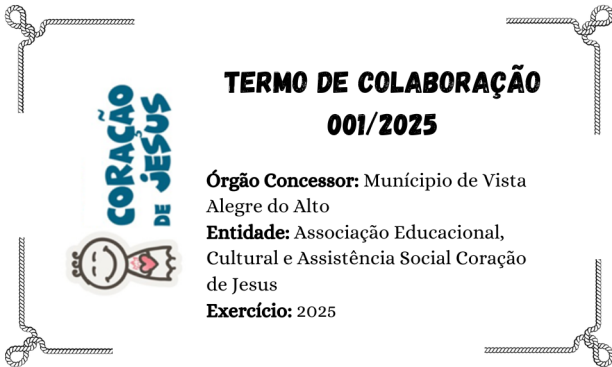 CORAÇÃO
DE JESUS
TERMO DE COLABORAÇÃO
001/2025
Órgão Concessor: Munícipio de Vista
Alegre do Alto
Entidade: Associação Educacional,
Cultural e Assistência Social Coração
de Jesus
Exercício: 2025